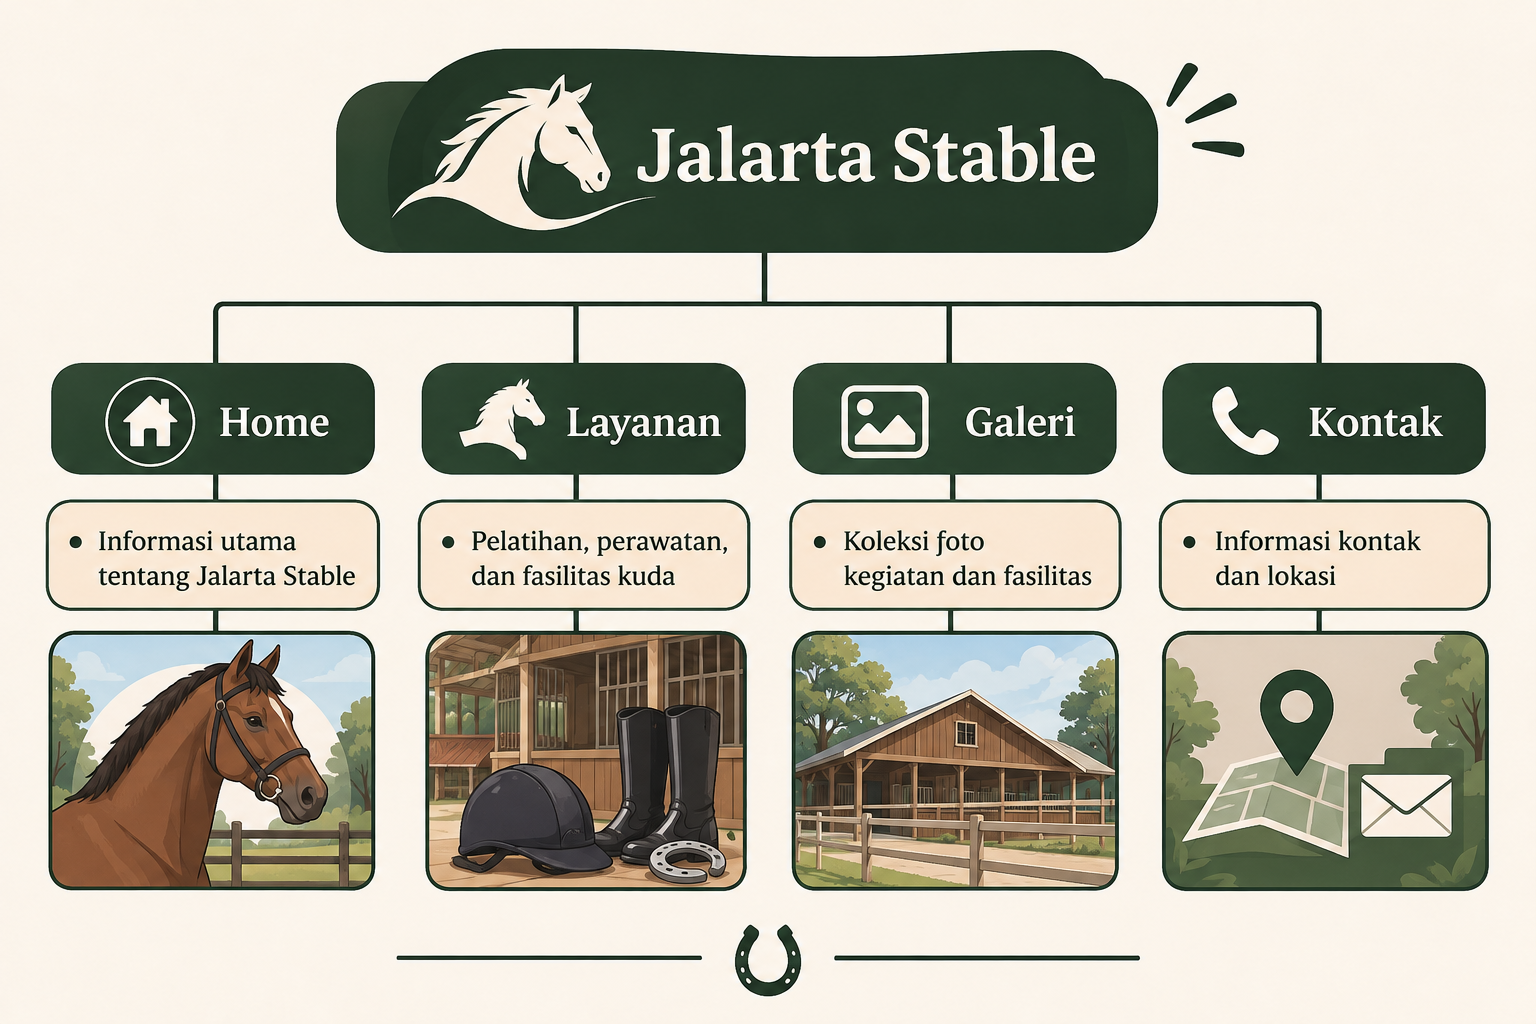 Jalarta Stable
Home
Layanan
Galeri
Kontak
• Informasi utama
tentang Jalarta Stable
• Pelatihan, perawatan,
dan fasilitas kuda
• Koleksi foto
kegiatan dan fasilitas
• Informasi kontak
dan lokasi